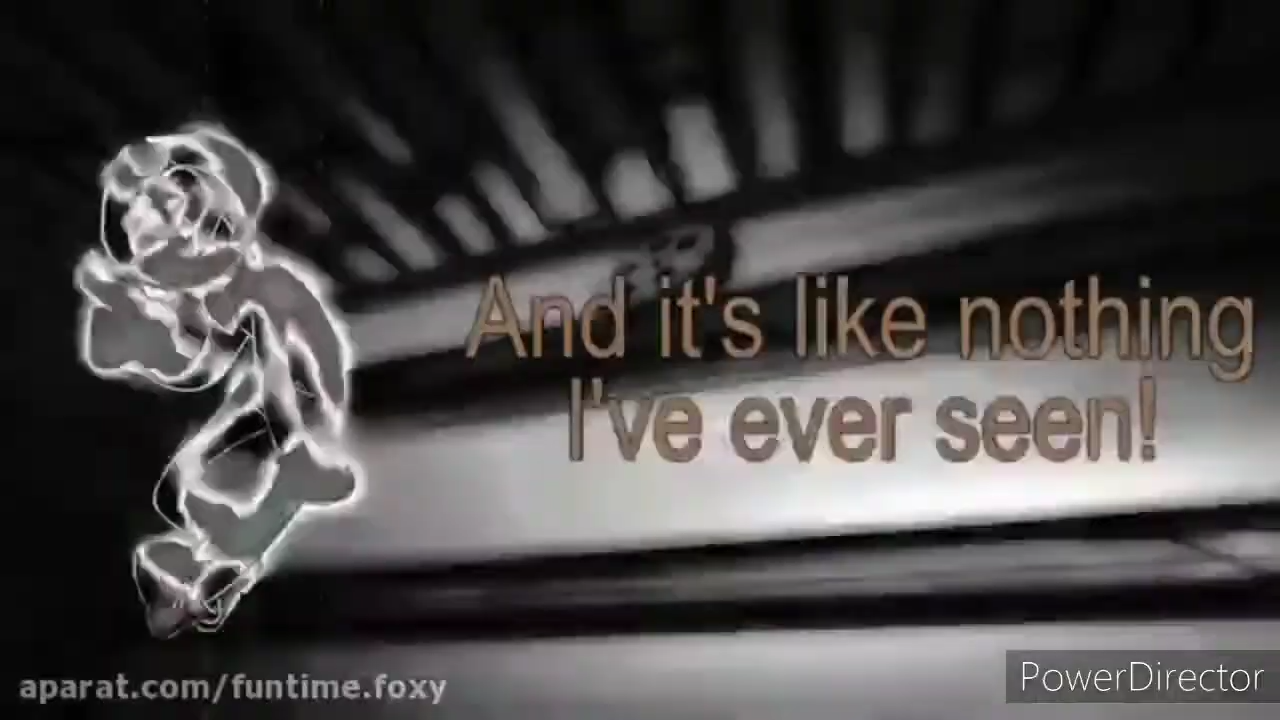 And it's like nothing
I've ever seen!
aparat.com/funtime.foxy
PowerDirector